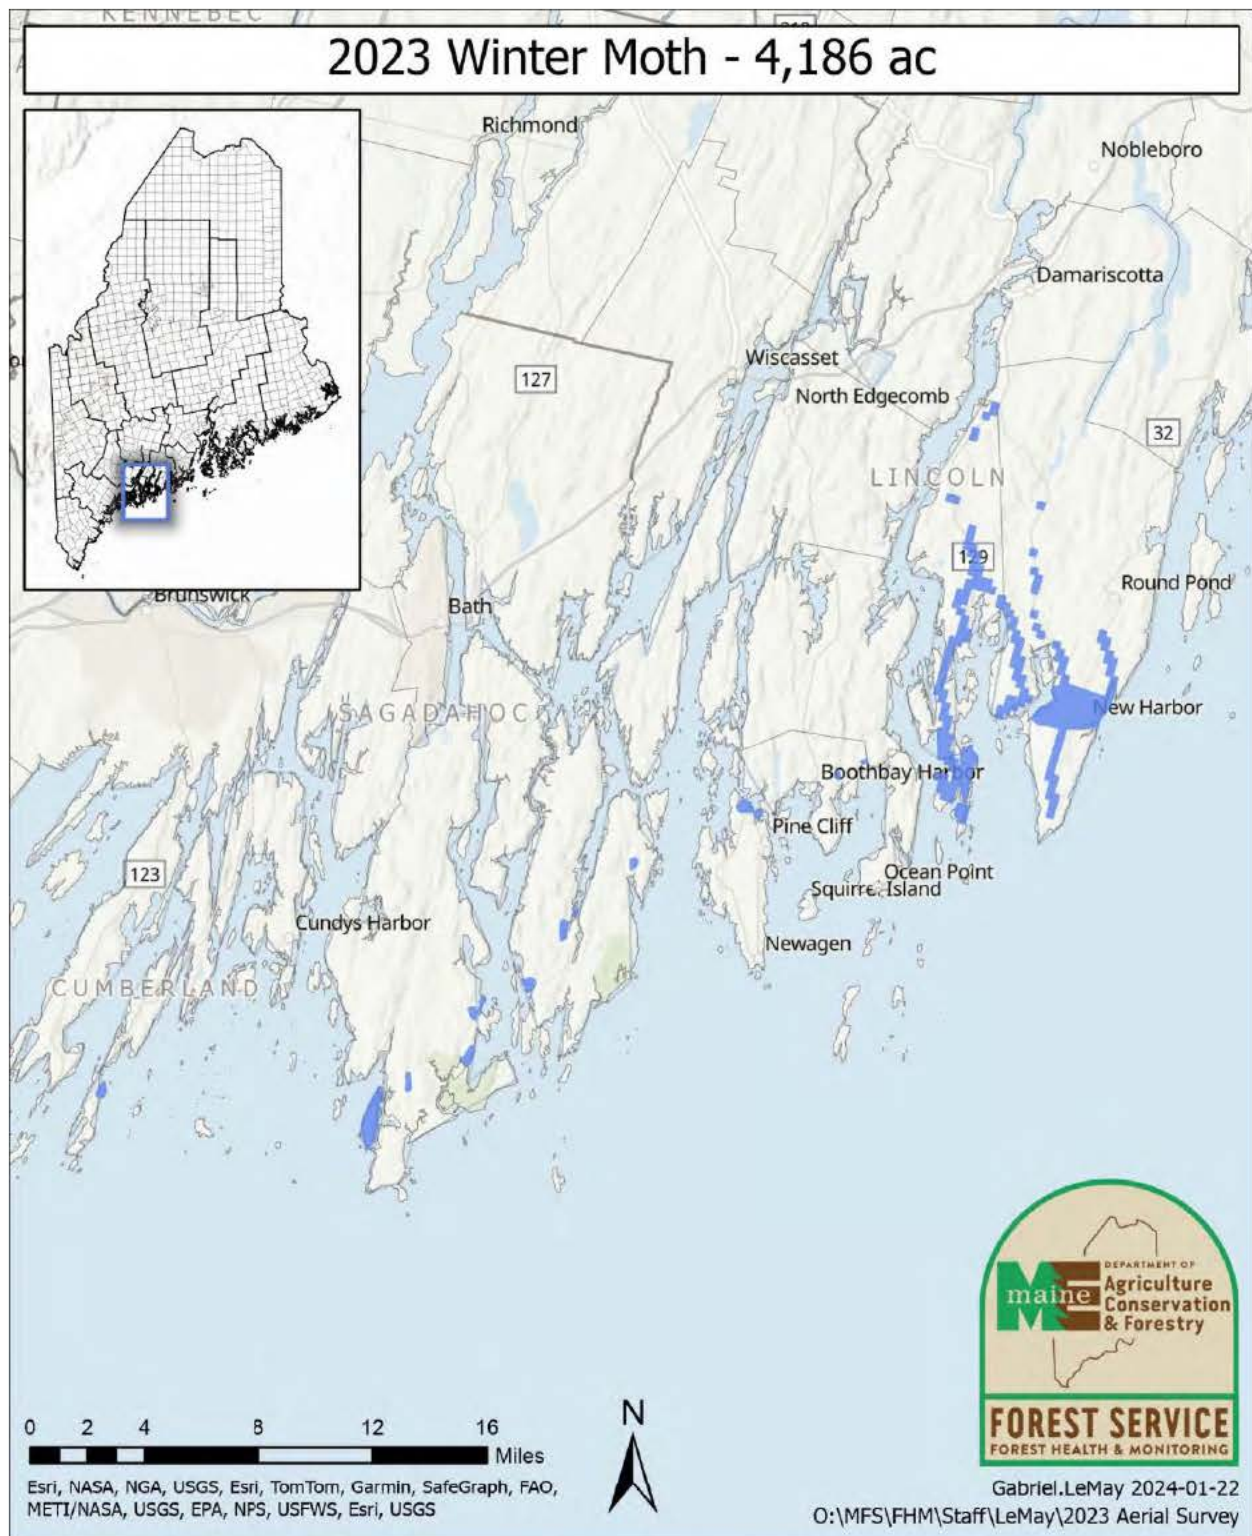 KENNEBEC
2023 Winter Moth - 4,186 ac
Richmond
Nobleboro
Damariscotta
Wiscasset
127
North Edgecomb
32
LINCOLN
129
Round Pond
Brunswick
Bath
SAGADAHOC
New Harbor
Boothbay Harbor
Pine Cliff
123
Ocean Point
Squirrel Island
Cundys Harbor
Newagen
CUMBERLAND
DEPARTMENT OF
maine
Agriculture
Conservation
& Forestry
FOREST SERVICE
FOREST HEALTH & MONITORING
N
0 2 4 8 12 16
Miles
Esri, NASA, NGA, USGS, Esri, TomTom, Garmin, SafeGraph, FAO,
METI/NASA, USGS, EPA, NPS, USFWS, Esri, USGS
Gabriel.LeMay 2024-01-22
O:\MFS\FHM\Staff\LeMay\2023 Aerial Survey